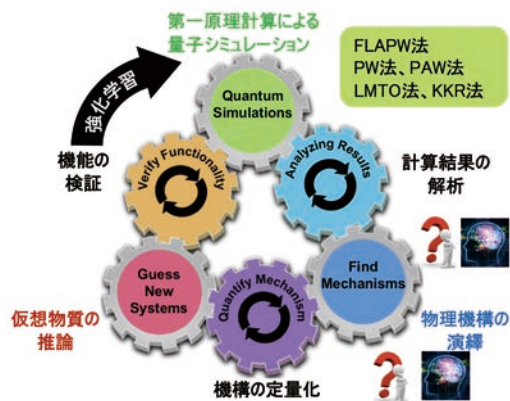 第一原理計算による
量子シミュレーション
FLAPW法
PW法、PAW法
LMTO法、KKR法
強化学習
Quantum
Simulations
機能の
検証
Verify Functionality
Analyzing Results
計算結果の
解析
Guess
New
Systems
Quantify Mechanism
Find
Mechanisms
仮想物質の
推論
物理機構の
演繹
機構の定量化